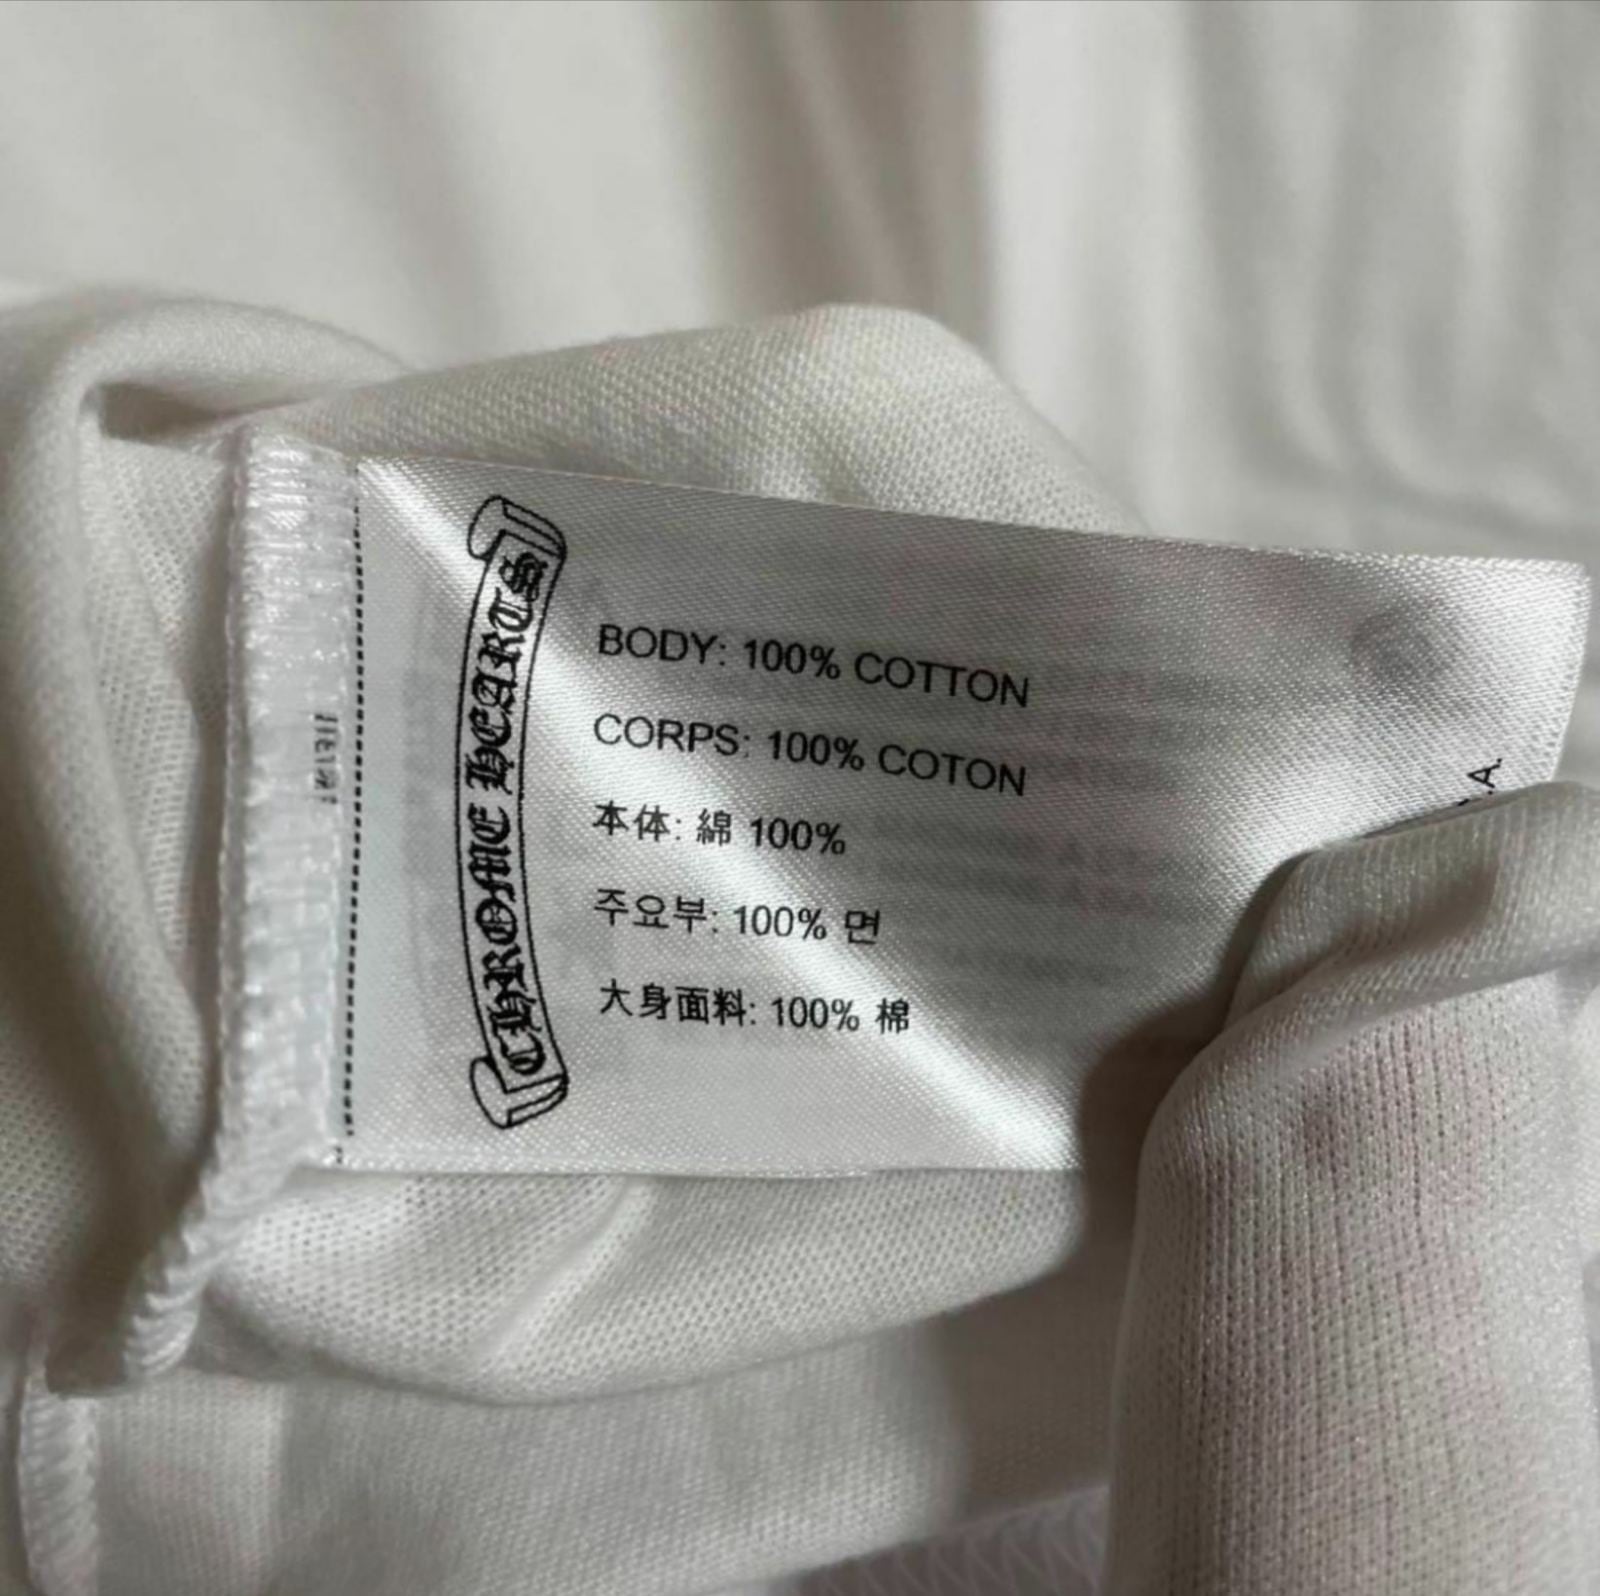 CHROME HEARTS
BODY: 100% COTTON
CORPS: 100% COTON
本体: 綿 100%
주요부: 100% 면
大身面料: 100% 棉
.A.